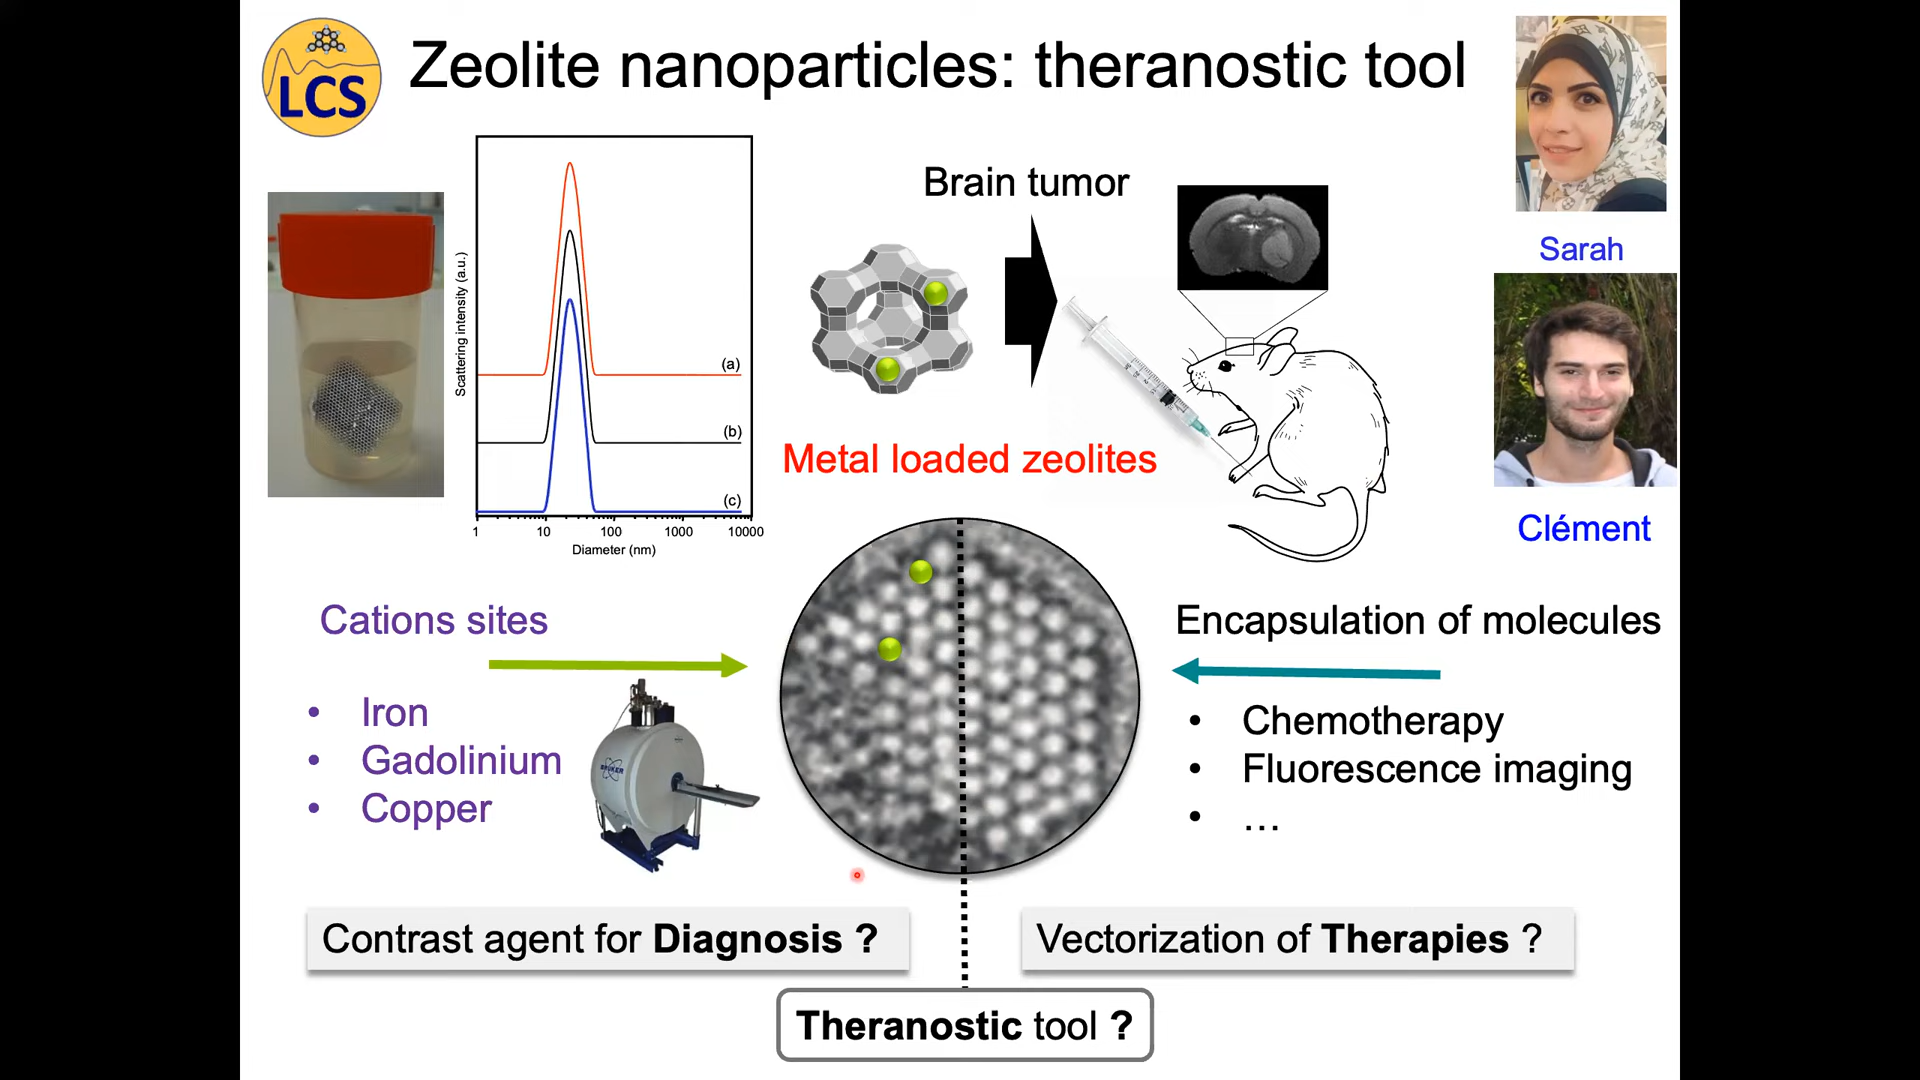 LCS
Zeolite nanoparticles: theranostic tool
Scattering intensity (a.u.)
(a)
(b)
(c)
1 10 100 1000 10000
Diameter (nm)
Brain tumor
Metal loaded zeolites
Sarah
Clément
Cations sites
• Iron
• Gadolinium
• Copper
BRUKER
Encapsulation of molecules
• Chemotherapy
• Fluorescence imaging
• …
Contrast agent for Diagnosis ?
Vectorization of Therapies ?
Theranostic tool ?